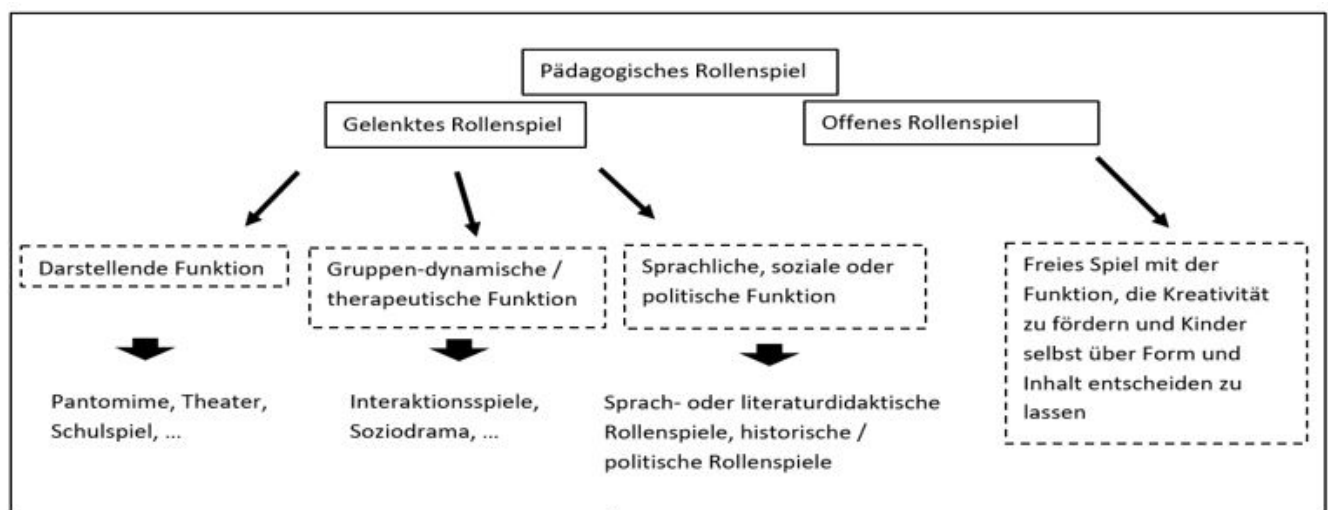 Pädagogisches Rollenspiel
Gelenktes Rollenspiel
Offenes Rollenspiel
Darstellende Funktion
Gruppen-dynamische /
therapeutische Funktion
Sprachliche, soziale oder
politische Funktion
Freies Spiel mit der
Funktion, die Kreativität
zu fördern und Kinder
selbst über Form und
Inhalt entscheiden zu
lassen
Pantomime, Theater,
Schulspiel, ...
Interaktionsspiele,
Soziodrama, ...
Sprach- oder literaturdidaktische
Rollenspiele, historische /
politische Rollenspiele